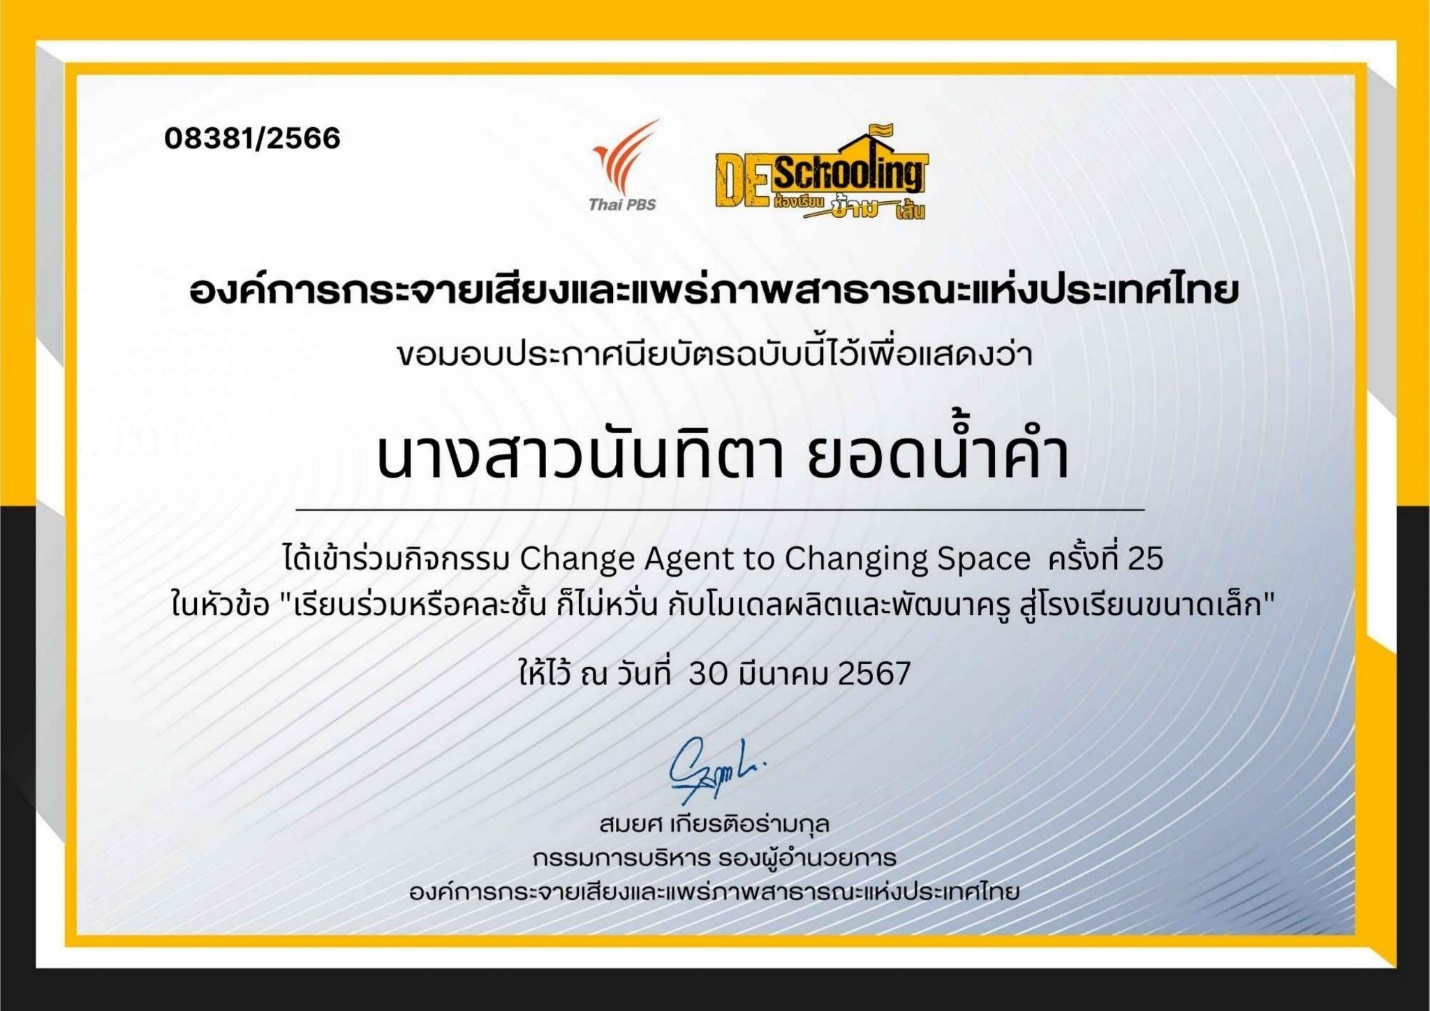 08381/2566
Thai PBS
DESchooling
ห้องเรียนข้ามเส้น
องค์การกระจายเสียงและแพร่ภาพสาธารณะแห่งประเทศไทย
ขอมอบประกาศนียบัตรฉบับนี้ไว้เพื่อแสดงว่า
นางสาวนันทิตา ยอดน้ำคำ
ได้เข้าร่วมกิจกรรม Change Agent to Changing Space ครั้งที่ 25
ในหัวข้อ "เรียนร่วมหรือคละชั้น ก็ไม่หวั่น กับโมเดลผลิตและพัฒนาครู สู่โรงเรียนขนาดเล็ก"
ให้ไว้ ณ วันที่ 30 มีนาคม 2567
สมยศ เกียรติอร่ามกุล
กรรมการบริหาร รองผู้อำนวยการ
องค์การกระจายเสียงและแพร่ภาพสาธารณะแห่งประเทศไทย